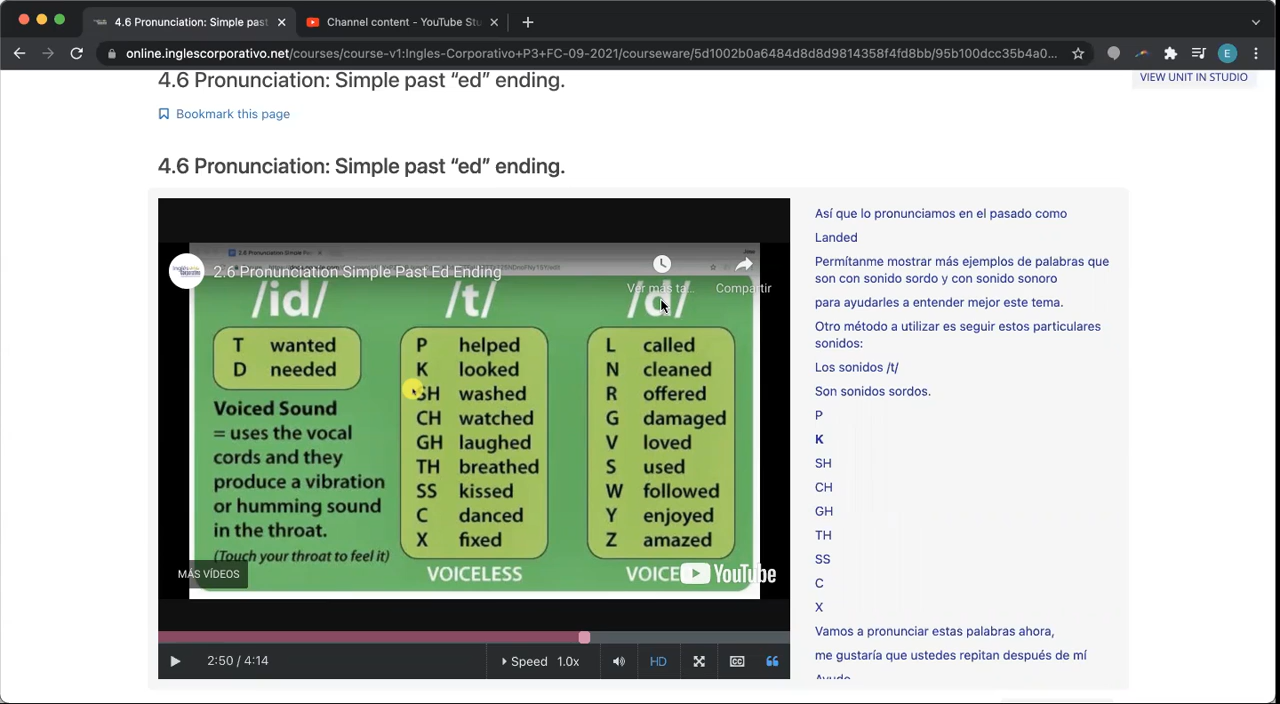 4.6 Pronunciation: Simple past
Channel content - YouTube Stu
online.inglescorporativo.net/courses/course-v1:Ingles-Corporativo+P3+FC-09-2021/courseware/5d1002b0a6484d8d8d9814358f4fd8bb/95b100dcc35b4a0...
E
4.6 Pronunciation: Simple past “ed” ending.
VIEW UNIT IN STUDIO
Bookmark this page
4.6 Pronunciation: Simple past “ed” ending.
2.6 Pronunciation Simple Past Ed Ending
Ver más ta...
Compartir
/id/
T wanted
D needed
Voiced Sound
= uses the vocal
cords and they
produce a vibration
or humming sound
in the throat.
(Touch your throat to feel it)
MÁS VÍDEOS
/t/
P helped
K looked
SH washed
CH watched
GH laughed
TH breathed
SS kissed
C danced
X fixed
VOICELESS
/d/
L called
N cleaned
R offered
G damaged
V loved
S used
W followed
Y enjoyed
Z amazed
VOICE
YouTube
2:50 / 4:14
Speed 1.0x
HD
CC
Así que lo pronunciamos en el pasado como
Landed
Permítanme mostrar más ejemplos de palabras que
son con sonido sordo y con sonido sonoro
para ayudarles a entender mejor este tema.
Otro método a utilizar es seguir estos particulares
sonidos:
Los sonidos /t/
Son sonidos sordos.
P
K
SH
CH
GH
TH
SS
C
X
Vamos a pronunciar estas palabras ahora,
me gustaría que ustedes repitan después de mí